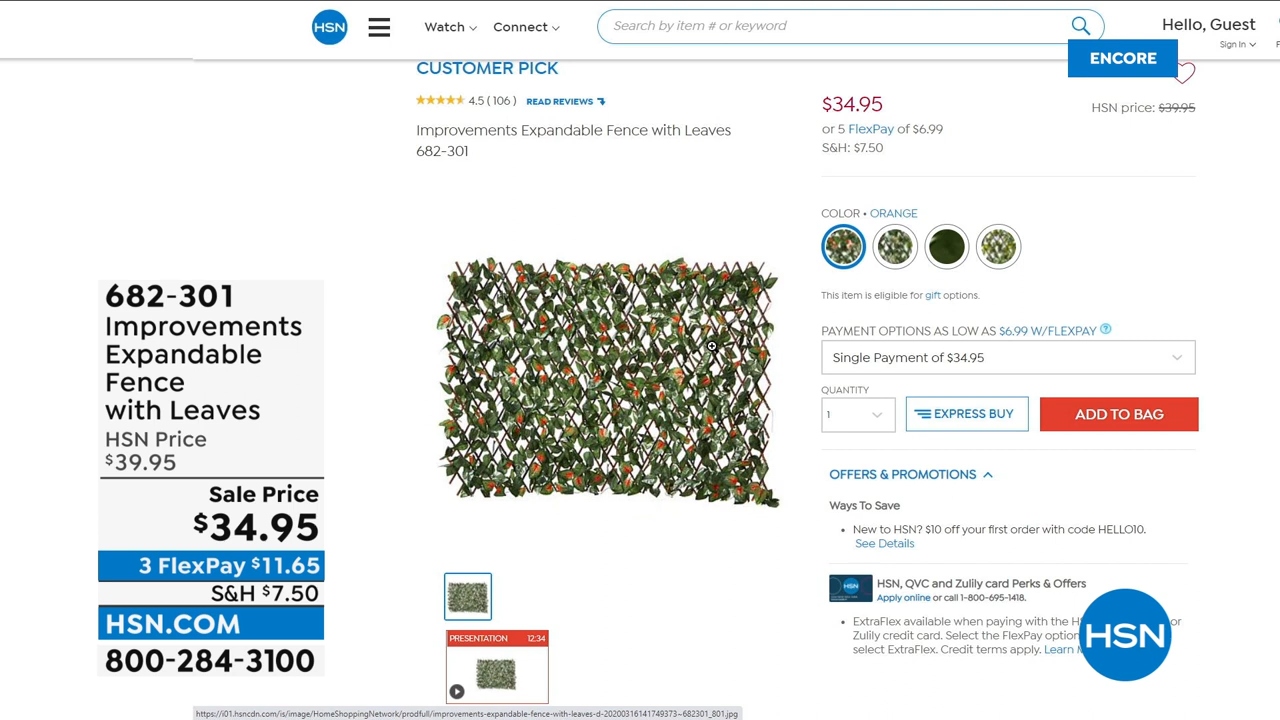 HSN
Watch
Connect
Search by item # or keyword
Hello, Guest
Sign In
ENCORE
CUSTOMER PICK
4.5 ( 106 ) READ REVIEWS
Improvements Expandable Fence with Leaves
682-301
$34.95
HSN price: $39.95
or 5 FlexPay of $6.99
S&H: $7.50
COLOR • ORANGE
This item is eligible for gift options.
PAYMENT OPTIONS AS LOW AS $6.99 W/FLEXPAY ?
Single Payment of $34.95
QUANTITY
1
EXPRESS BUY
ADD TO BAG
OFFERS & PROMOTIONS
Ways To Save
• New to HSN? $10 off your first order with code HELLO10.
See Details
HSN
HSN, QVC and Zulily card Perks & Offers
Apply online or call 1-800-695-1418.
• ExtraFlex available when paying with the H
or
Zulily credit card. Select the FlexPay option
select ExtraFlex. Credit terms apply. Learn
HSN
682-301
Improvements
Expandable
Fence
with Leaves
HSN Price
$39.95
Sale Price
$34.95
3 FlexPay $11.65
S&H $7.50
HSN.COM
800-284-3100
PRESENTATION 12:34
https://i01.hsncdn.com/is/image/HomeShoppingNetwork/prodfull/improvements-expandable-fence-with-leaves-d-20200316141749373~682301_801.jpg